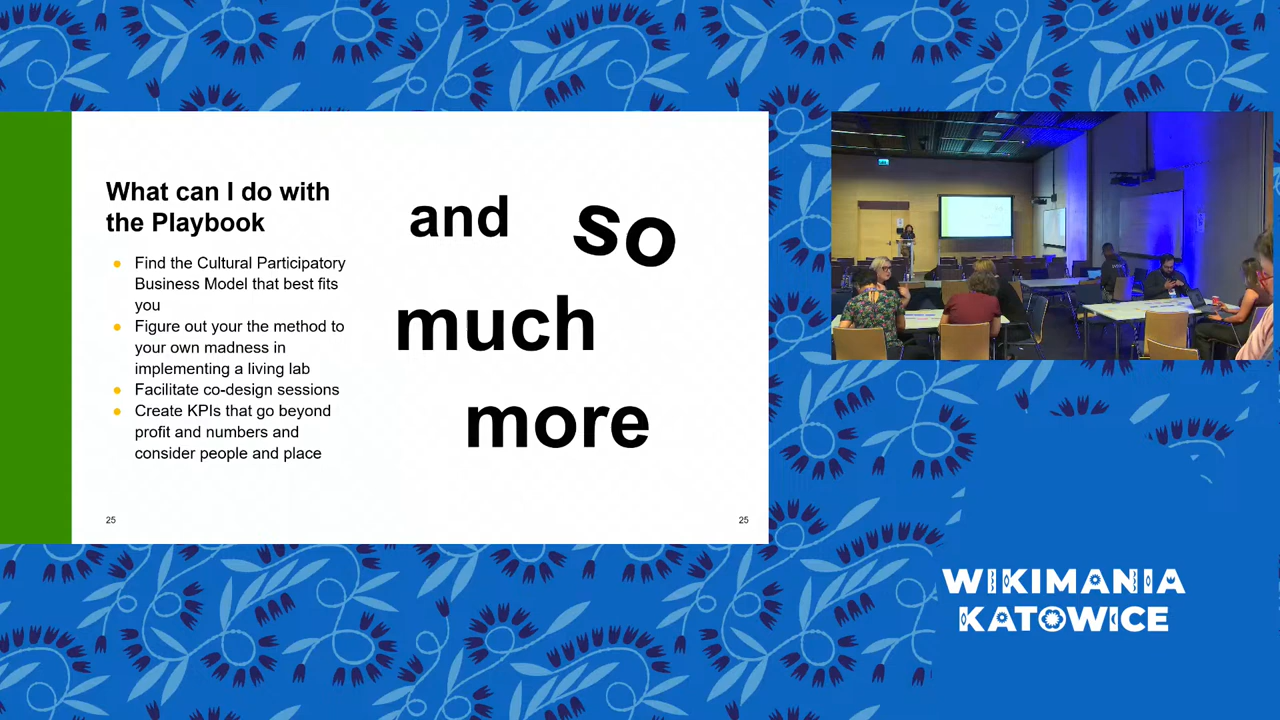 What can I do with
the Playbook
● Find the Cultural Participatory
Business Model that best fits
you
● Figure out your the method to
your own madness in
implementing a living lab
● Facilitate co-design sessions
● Create KPIs that go beyond
profit and numbers and
consider people and place
and so
much
more
25
25
WIKIMANIA
KATOWICE